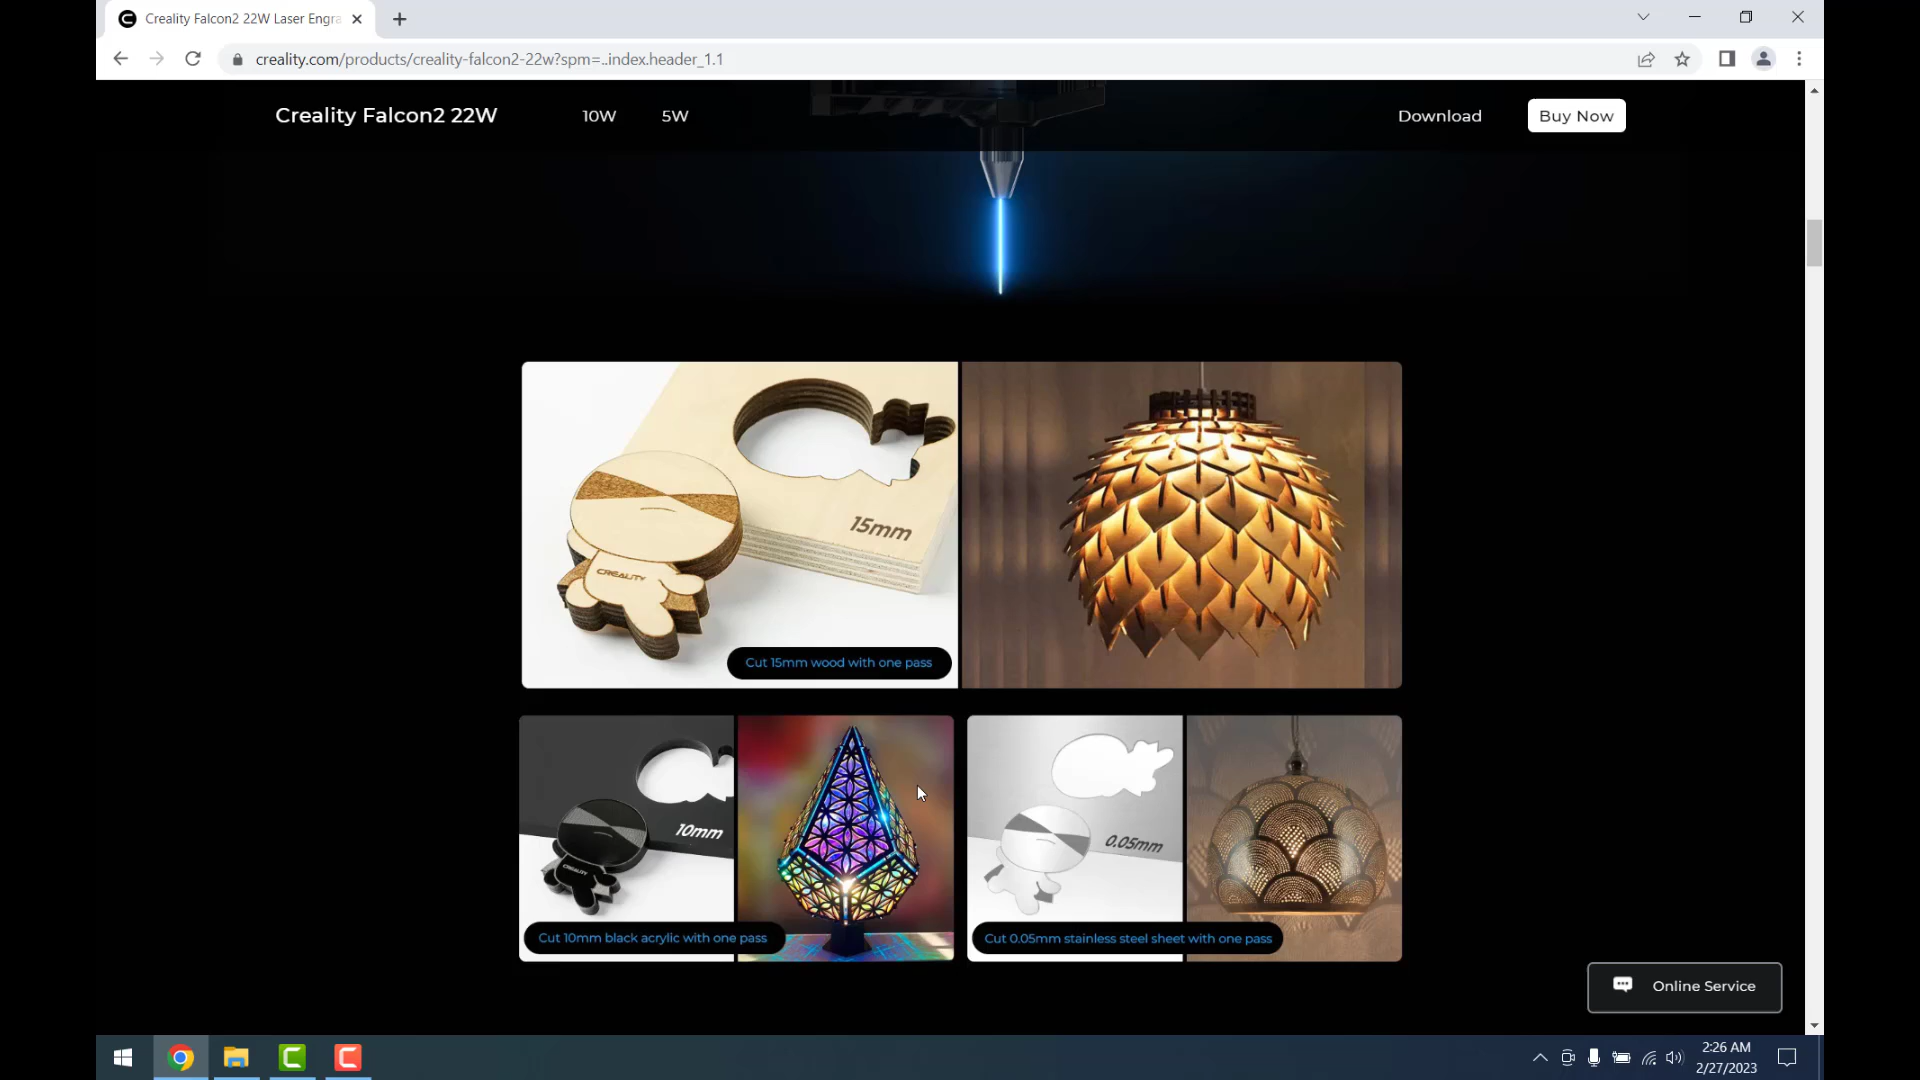 Creality Falcon2 22W Laser Engra
creality.com/products/creality-falcon2-22w?spm=..index.header_1.1
Creality Falcon2 22W
10W
5W
Download
Buy Now
15mm
CREALITY
Cut 15mm wood with one pass
10mm
CREALITY
Cut 10mm black acrylic with one pass
0.05mm
Cut 0.05mm stainless steel sheet with one pass
Online Service
2:26 AM
2/27/2023